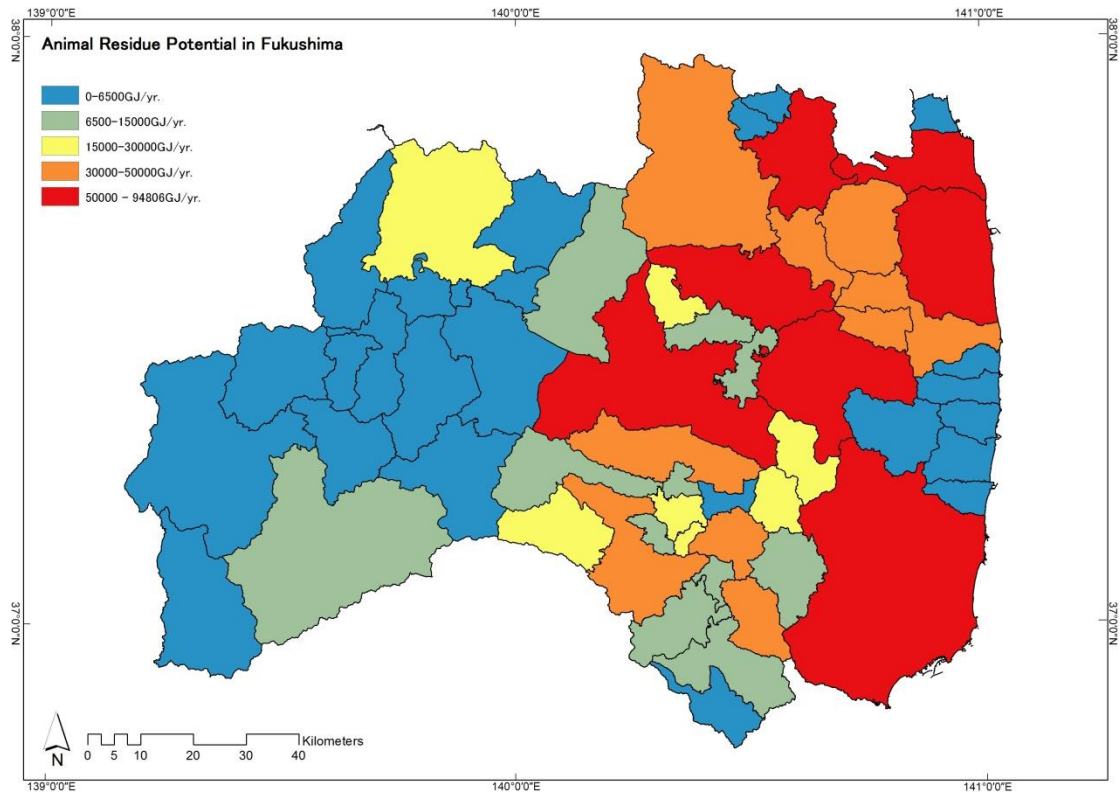 139°0'0"E 140°0'0"E 141°0'0"E
38°0'0"N 38°0'0"N
Animal Residue Potential in Fukushima
0-6500GJ/yr.
6500-15000GJ/yr.
15000-30000GJ/yr.
30000-50000GJ/yr.
50000 - 94806GJ/yr.
37°0'0"N 37°0'0"N
N
Kilometers
0 5 10 20 30 40
139°0'0"E 140°0'0"E 141°0'0"E